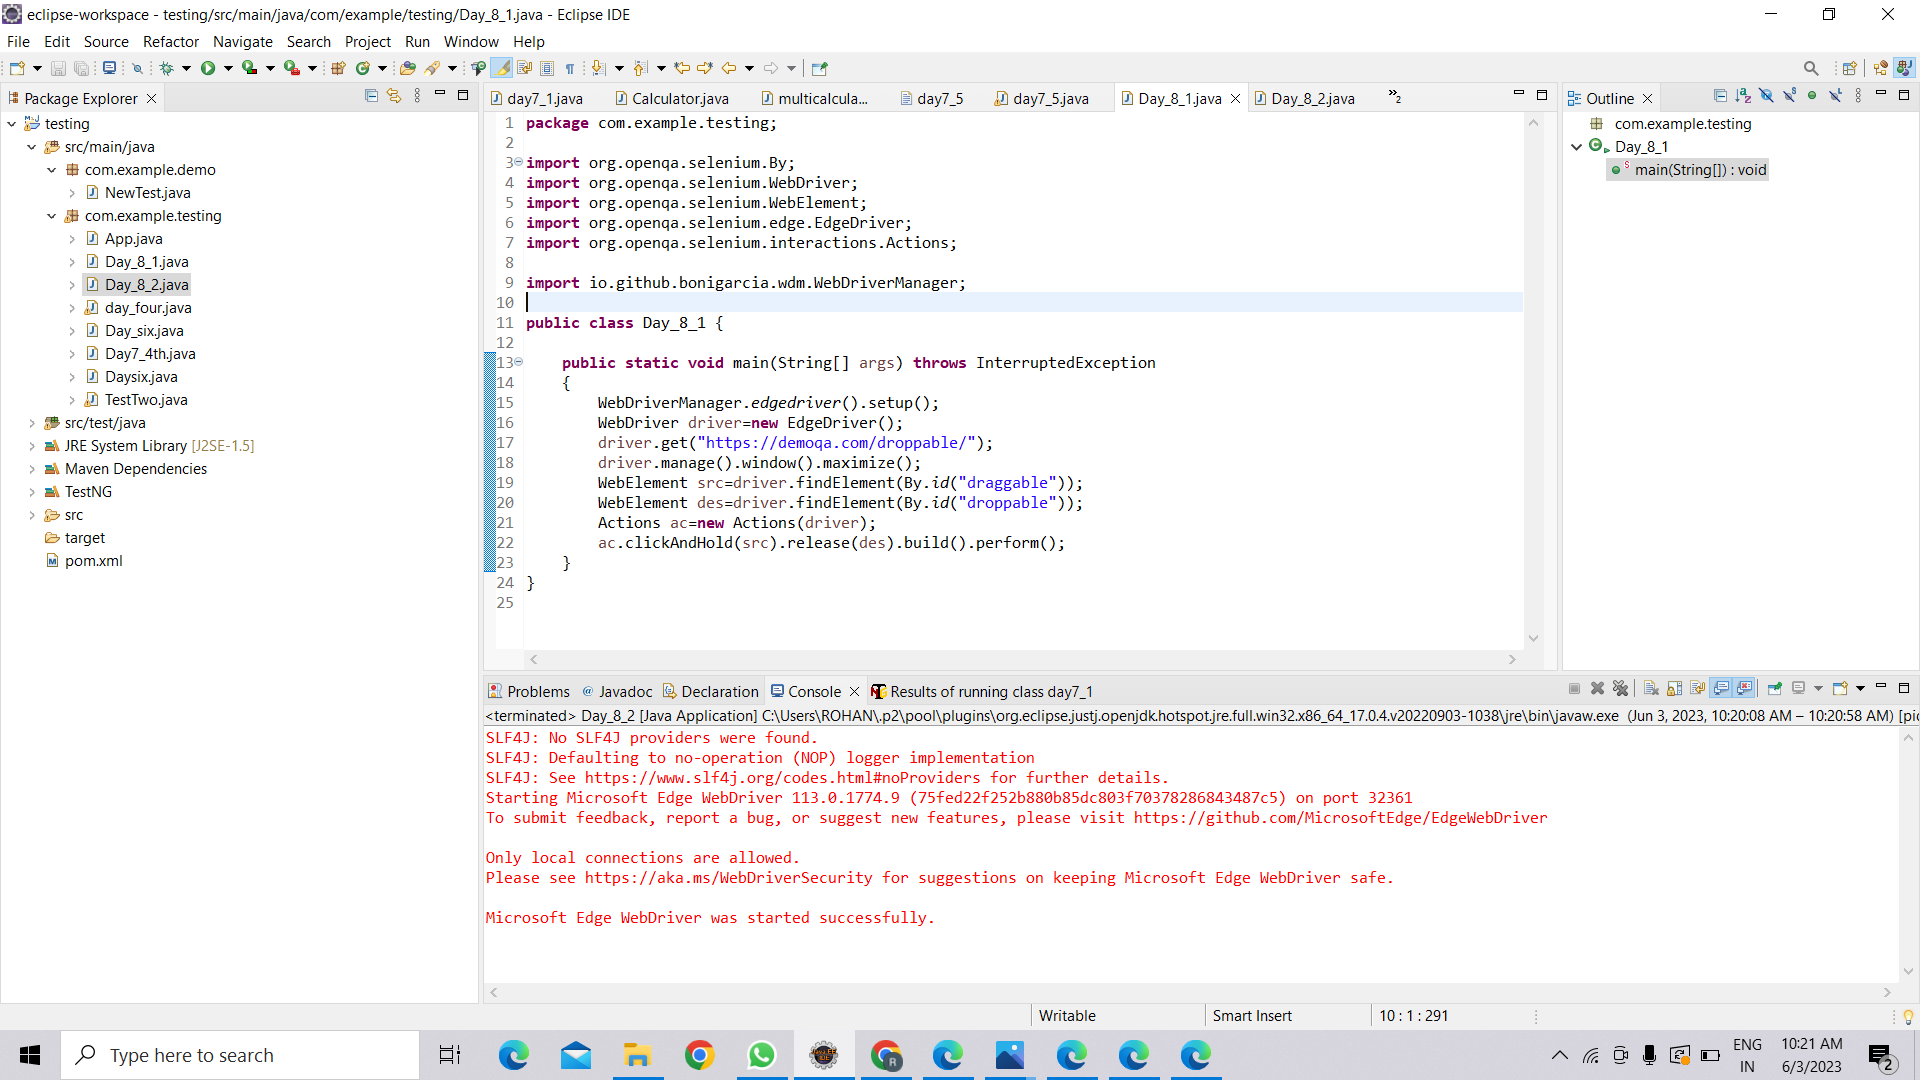 eclipse-workspace - testing/src/main/java/com/example/testing/Day_8_1.java - Eclipse IDE
File Edit Source Refactor Navigate Search Project Run Window Help
Package Explorer
testing
src/main/java
com.example.demo
NewTest.java
com.example.testing
App.java
Day_8_1.java
Day_8_2.java
day_four.java
Day_six.java
Day7_4th.java
Daysix.java
TestTwo.java
src/test/java
JRE System Library [J2SE-1.5]
Maven Dependencies
TestNG
src
target
pom.xml
day7_1.java Calculator.java multicalcula... day7_5 day7_5.java Day_8_1.java Day_8_2.java »2
1 package com.example.testing;
2
3 import org.openqa.selenium.By;
4 import org.openqa.selenium.WebDriver;
5 import org.openqa.selenium.WebElement;
6 import org.openqa.selenium.edge.EdgeDriver;
7 import org.openqa.selenium.interactions.Actions;
8
9 import io.github.bonigarcia.wdm.WebDriverManager;
10
11 public class Day_8_1 {
12
13 public static void main(String[] args) throws InterruptedException
14 {
15 WebDriverManager.edgedriver().setup();
16 WebDriver driver=new EdgeDriver();
17 driver.get("https://demoqa.com/droppable/");
18 driver.manage().window().maximize();
19 WebElement src=driver.findElement(By.id("draggable"));
20 WebElement des=driver.findElement(By.id("droppable"));
21 Actions ac=new Actions(driver);
22 ac.clickAndHold(src).release(des).build().perform();
23 }
24 }
25
Outline
com.example.testing
Day_8_1
main(String[]) : void
Problems @ Javadoc Declaration Console Results of running class day7_1
<terminated> Day_8_2 [Java Application] C:\Users\ROHAN\.p2\pool\plugins\org.eclipse.justj.openjdk.hotspot.jre.full.win32.x86_64_17.0.4.v20220903-1038\jre\bin\javaw.exe (Jun 3, 2023, 10:20:08 AM – 10:20:58 AM) [pic
SLF4J: No SLF4J providers were found.
SLF4J: Defaulting to no-operation (NOP) logger implementation
SLF4J: See https://www.slf4j.org/codes.html#noProviders for further details.
Starting Microsoft Edge WebDriver 113.0.1774.9 (75fed22f252b880b85dc803f70378286843487c5) on port 32361
To submit feedback, report a bug, or suggest new features, please visit https://github.com/MicrosoftEdge/EdgeWebDriver
Only local connections are allowed.
Please see https://aka.ms/WebDriverSecurity for suggestions on keeping Microsoft Edge WebDriver safe.
Microsoft Edge WebDriver was started successfully.
Writable Smart Insert 10 : 1 : 291
Type here to search
ENG
IN
10:21 AM
6/3/2023
2